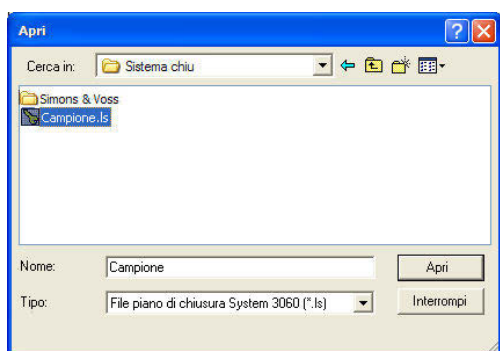 Apri
Cerca in: Sistema chiu
Simons & Voss
Campione.ls
Nome: Campione Apri
Tipo: File piano di chiusura System 3060 (*.ls) Interrompi